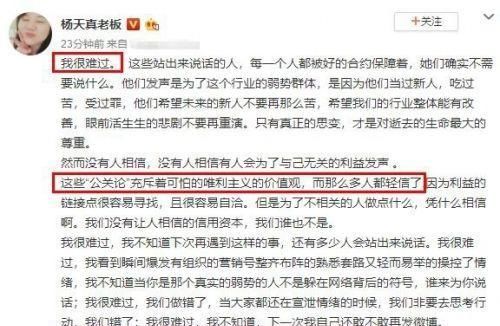 杨天真老板
+关注
23分钟前 来自
我很难过。这些站出来说话的人，每一个人都被好的合约保障着，她们确实不需
要说什么。他们发声是为了这个行业的弱势群体，是因为他们当过新人，吃过
苦，受过罪，他们希望未来的新人不要再那么苦，希望我们的行业整体能有改
善，眼前活生生的悲剧不要再重演。只有真正的思变，才是对逝去的生命最大的
尊重。
然而没有人相信，没有人相信有人会为了与己无关的利益发声 。
这些“公关论”充斥着可怕的唯利主义的价值观，而那么多人都轻信了 因为利益的
链接点很容易寻找，且很容易自洽。但是为了不相关的人做点什么，凭什么相信
啊。我们没有让人相信的信用资本，我们谁也不是。
我很难过，我不知道下次再遇到这样的事，还有多少人会站出来说话。我很难
过，我看到瞬间爆发有组织的营销号整齐布阵的熟悉套路又轻而易举的操控了情
绪，我不知道当你是那个真实的弱势的人不是躲在网络背后的符号，谁来为你说
话；我很难过，我们做错了，当大家都还在宣泄情绪的时候，我们非要去思考行
动，我们错了；我很难过，我不知道，下一次我自己还敢不敢再发微博。